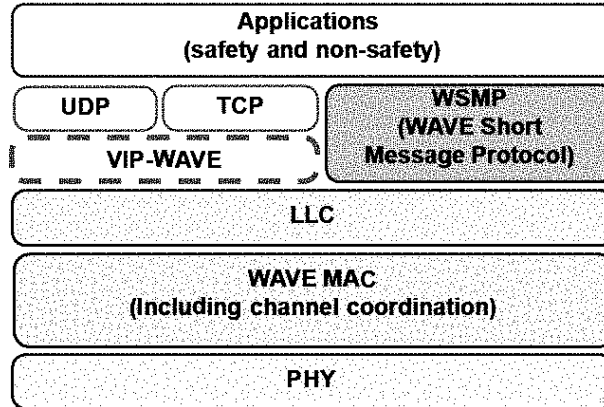 Applications
(safety and non-safety)
UDP
TCP
VIP-WAVE
WSMP
(WAVE Short
Message Protocol)
LLC
WAVE MAC
(Including channel coordination)
PHY